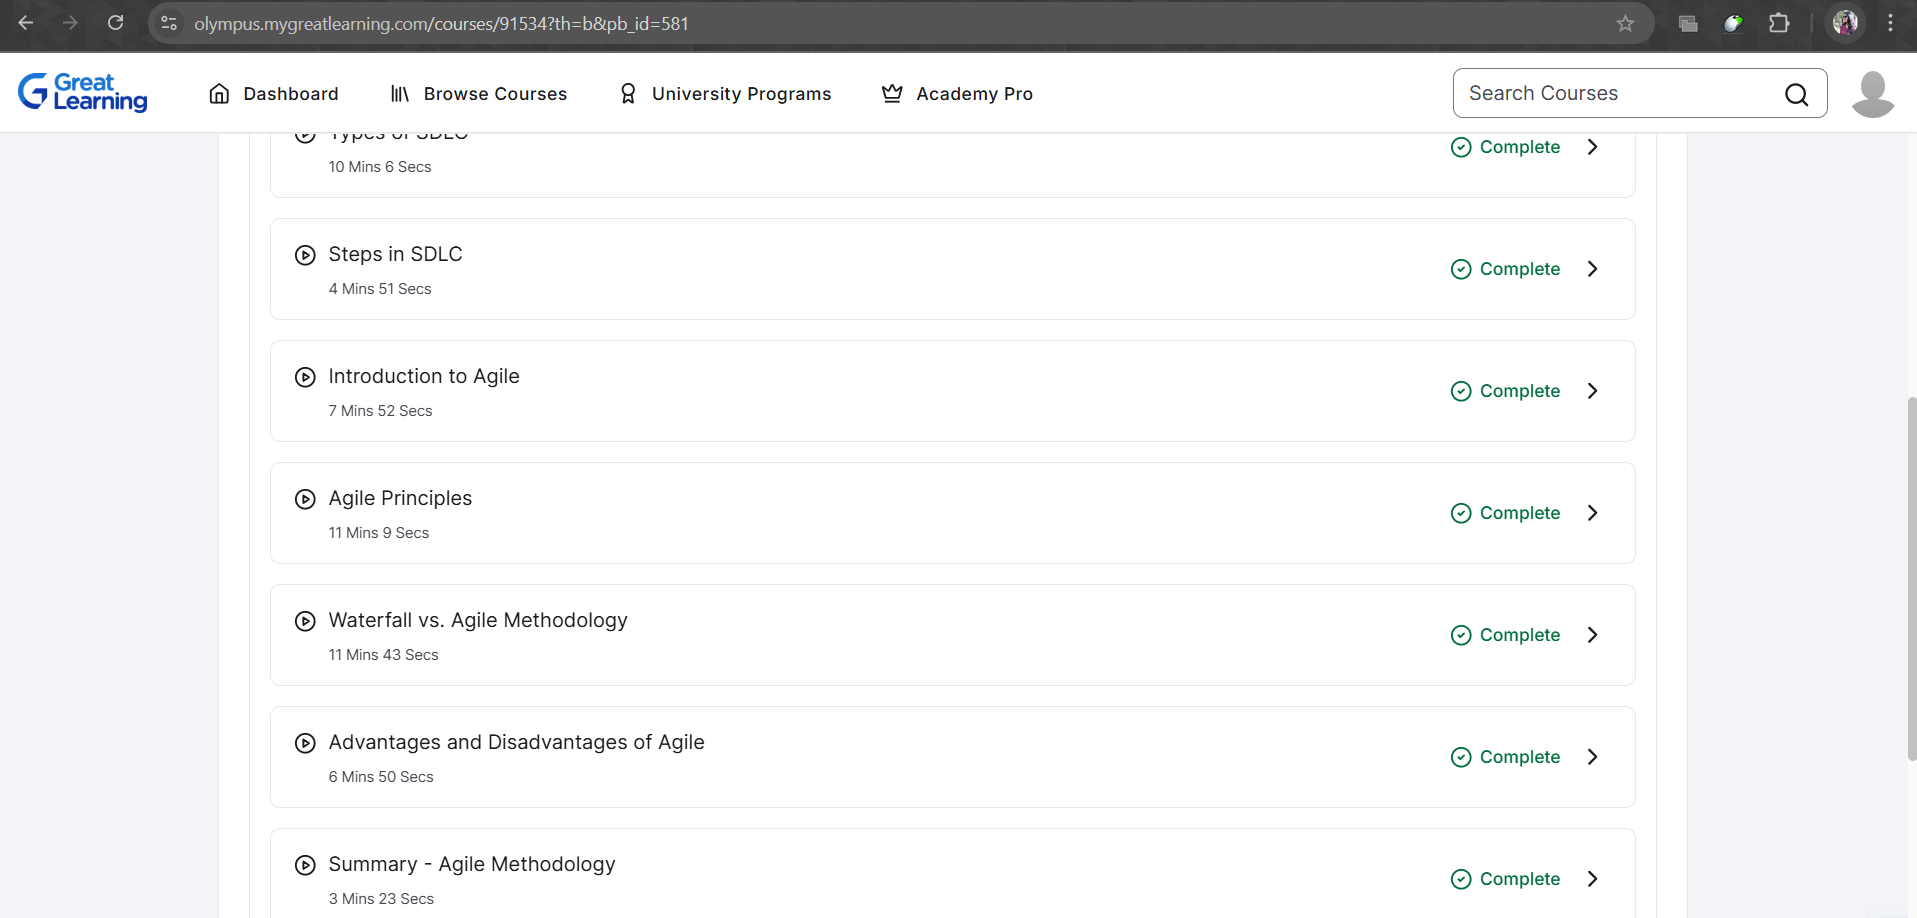 olympus.mygreatlearning.com/courses/91534?th=b&pb_id=581
Great
Learning
Dashboard
Browse Courses
University Programs
Academy Pro
Search Courses
Types of SDLC
10 Mins 6 Secs
Complete
Steps in SDLC
4 Mins 51 Secs
Complete
Introduction to Agile
7 Mins 52 Secs
Complete
Agile Principles
11 Mins 9 Secs
Complete
Waterfall vs. Agile Methodology
11 Mins 43 Secs
Complete
Advantages and Disadvantages of Agile
6 Mins 50 Secs
Complete
Summary - Agile Methodology
3 Mins 23 Secs
Complete